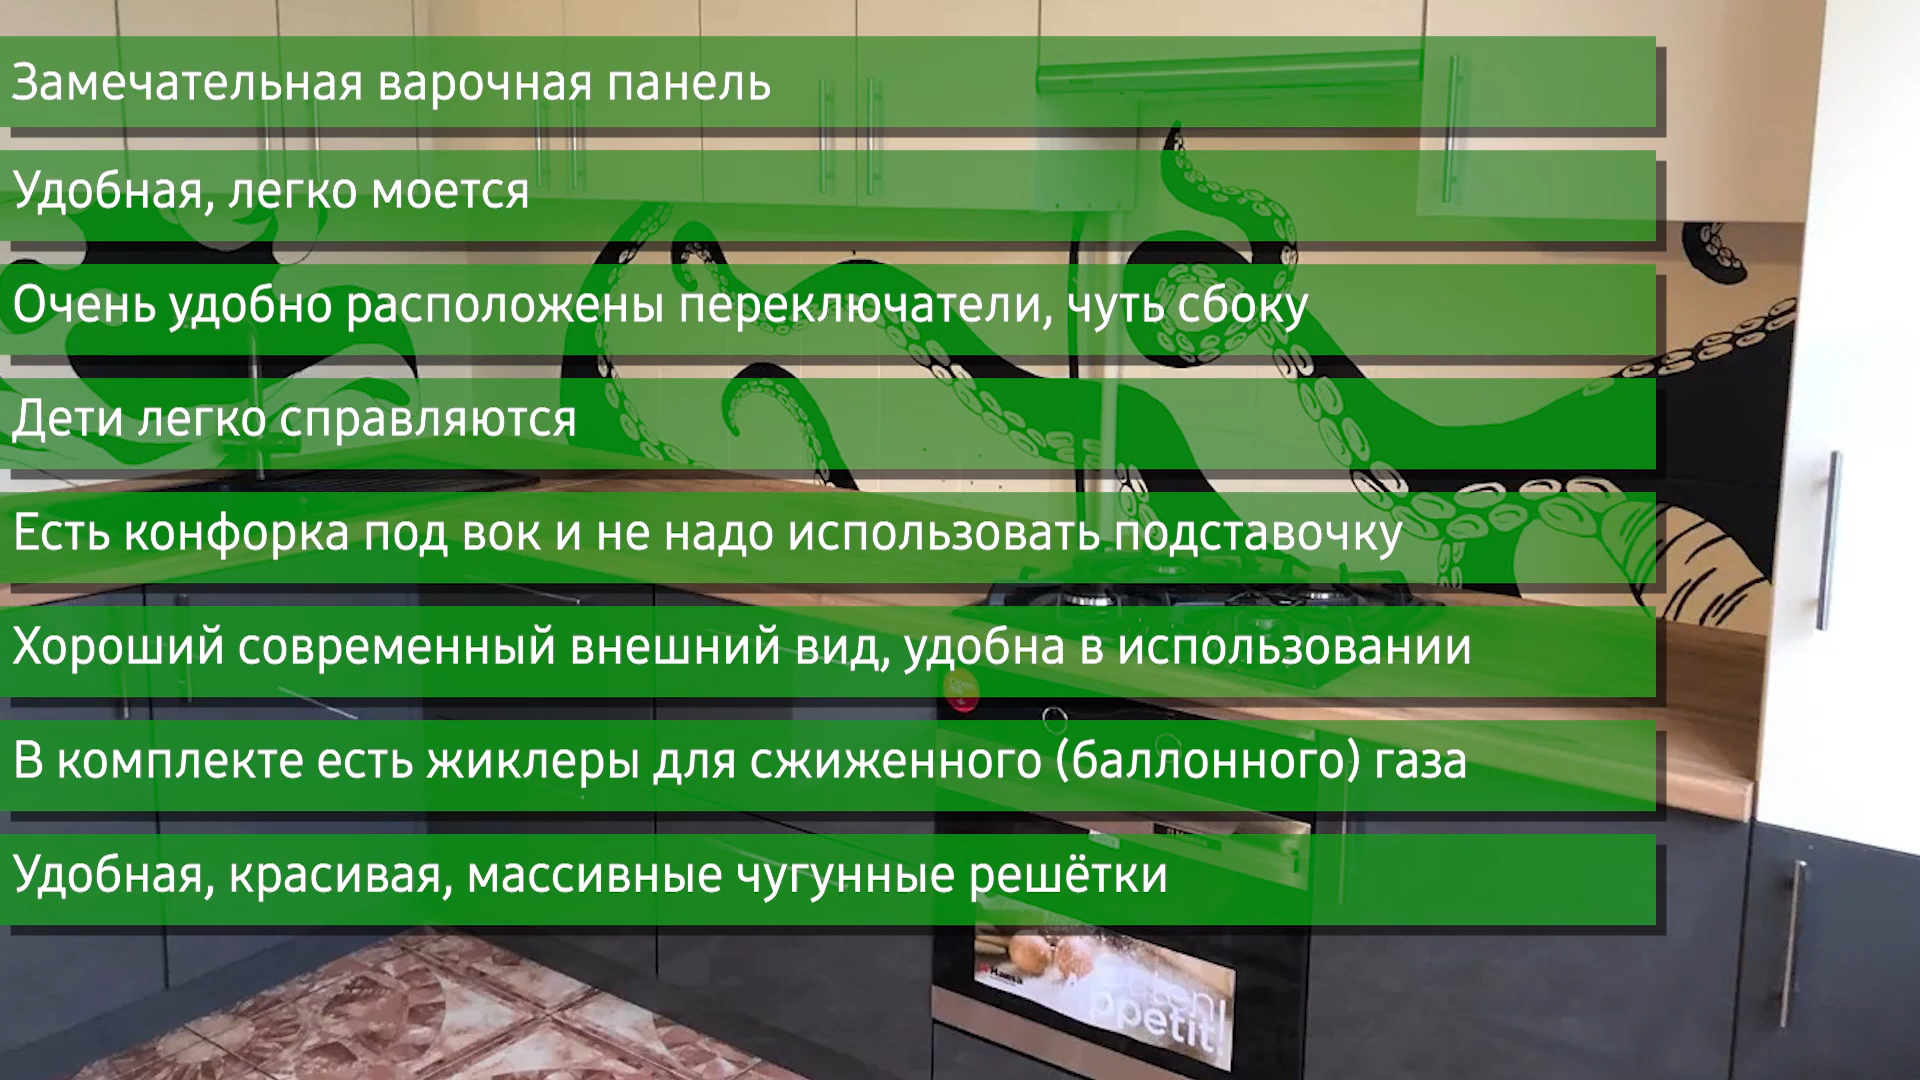 Замечательная варочная панель
Удобная, легко моется
Очень удобно расположены переключатели, чуть сбоку
Дети легко справляются
Есть конфорка под вок и не надо использовать подставочку
Хороший современный внешний вид, удобна в использовании
В комплекте есть жиклеры для сжиженного (баллонного) газа
Удобная, красивая, массивные чугунные решётки
Hansa
ppetit!